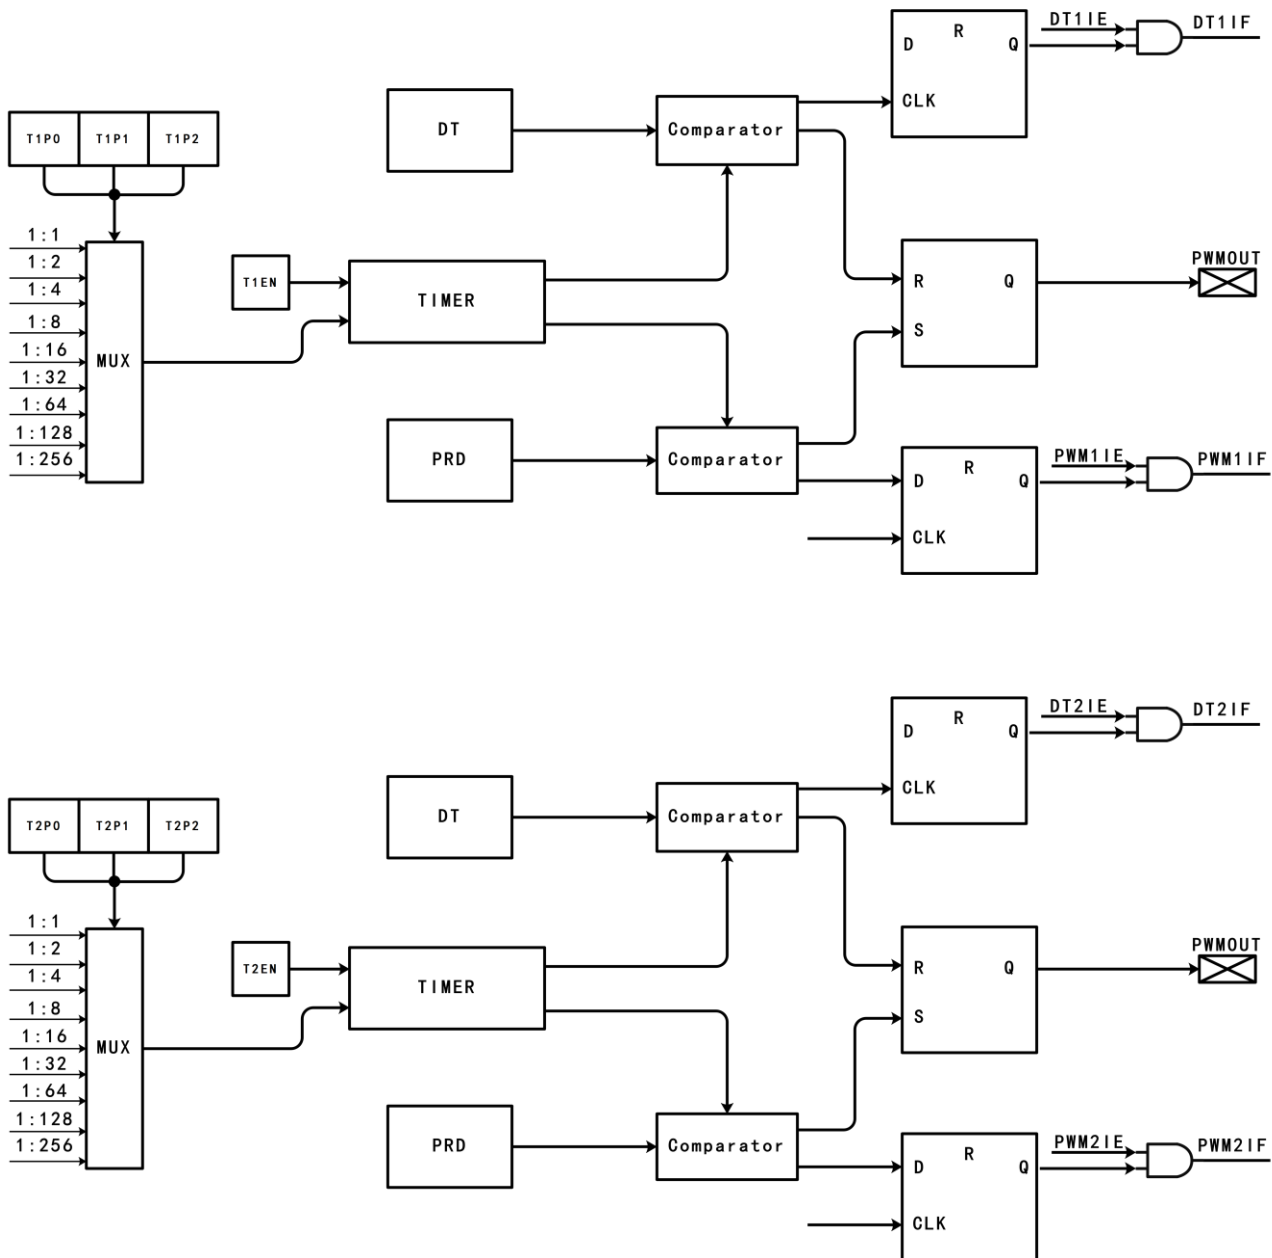 DT1IE
DT1IF
D R Q
CLK
DT
Comparator
T1P0 T1P1 T1P2
1:1
1:2
1:4
1:8
1:16
1:32
1:64
1:128
1:256
MUX
T1EN
TIMER
R Q
S
PWMOUT
PRD
Comparator
D R Q
CLK
PWM1IE
PWM1IF
DT2IE
DT2IF
D R Q
CLK
DT
Comparator
T2P0 T2P1 T2P2
1:1
1:2
1:4
1:8
1:16
1:32
1:64
1:128
1:256
MUX
T2EN
TIMER
R Q
S
PWMOUT
PRD
Comparator
D R Q
CLK
PWM2IE
PWM2IF